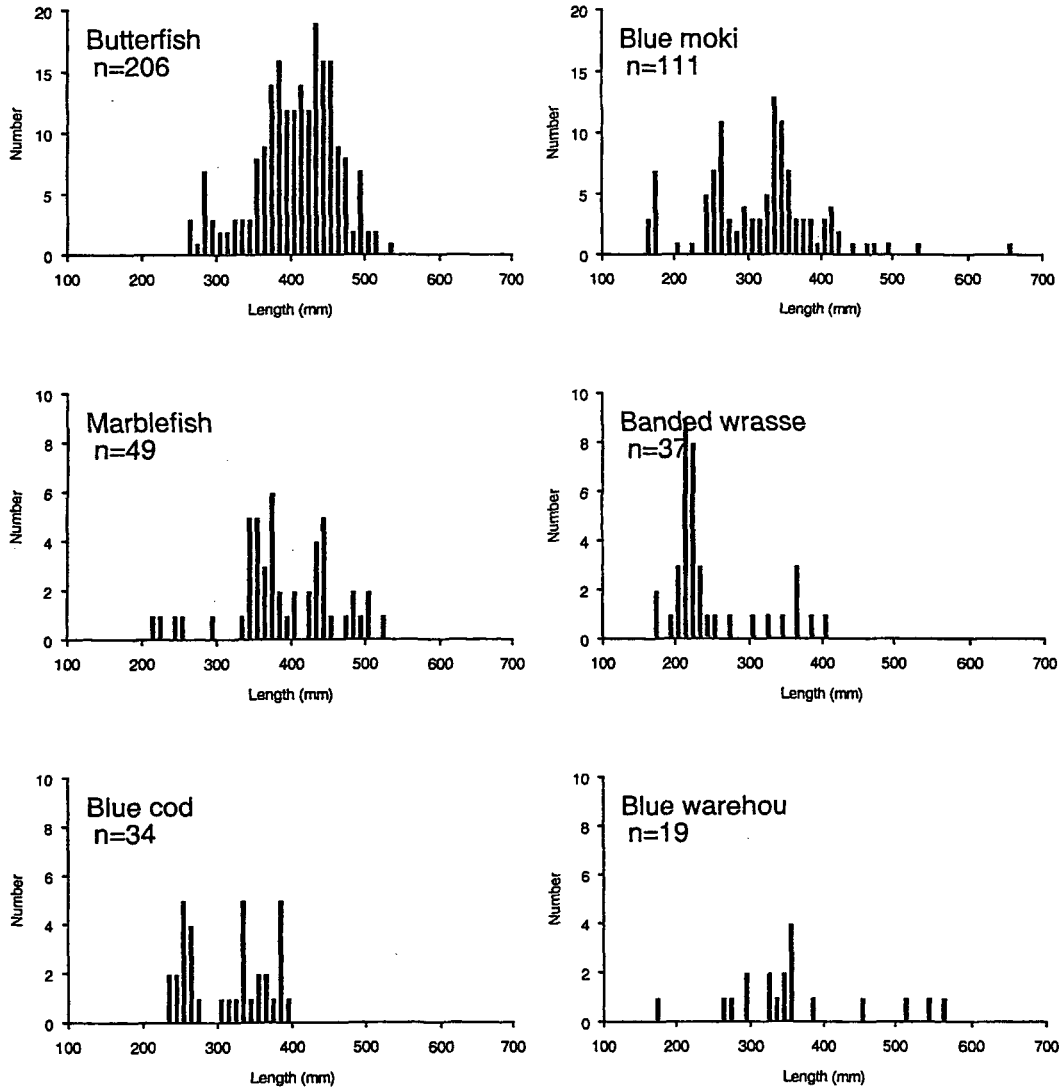 Butterfish
n=206
Number
20
15
10
5
0
100 200 300 400 500 600 700
Length (mm)
Blue moki
n=111
Number
20
15
10
5
0
100 200 300 400 500 600 700
Length (mm)
Marblefish
n=49
Number
10
8
6
4
2
0
100 200 300 400 500 600 700
Length (mm)
Banded wrasse
n=37
Number
10
8
6
4
2
0
100 200 300 400 500 600 700
Length (mm)
Blue cod
n=34
Number
10
8
6
4
2
0
100 200 300 400 500 600 700
Length (mm)
Blue warehou
n=19
Number
10
8
6
4
2
0
100 200 300 400 500 600 700
Length (mm)